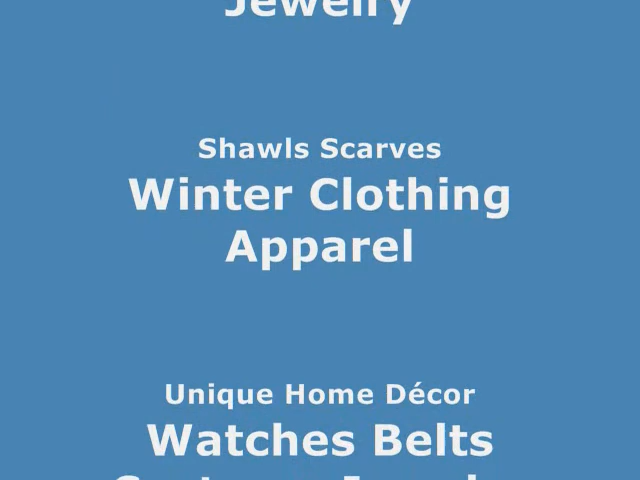 Jewelry
Shawls Scarves
Winter Clothing
Apparel
Unique Home Décor
Watches Belts